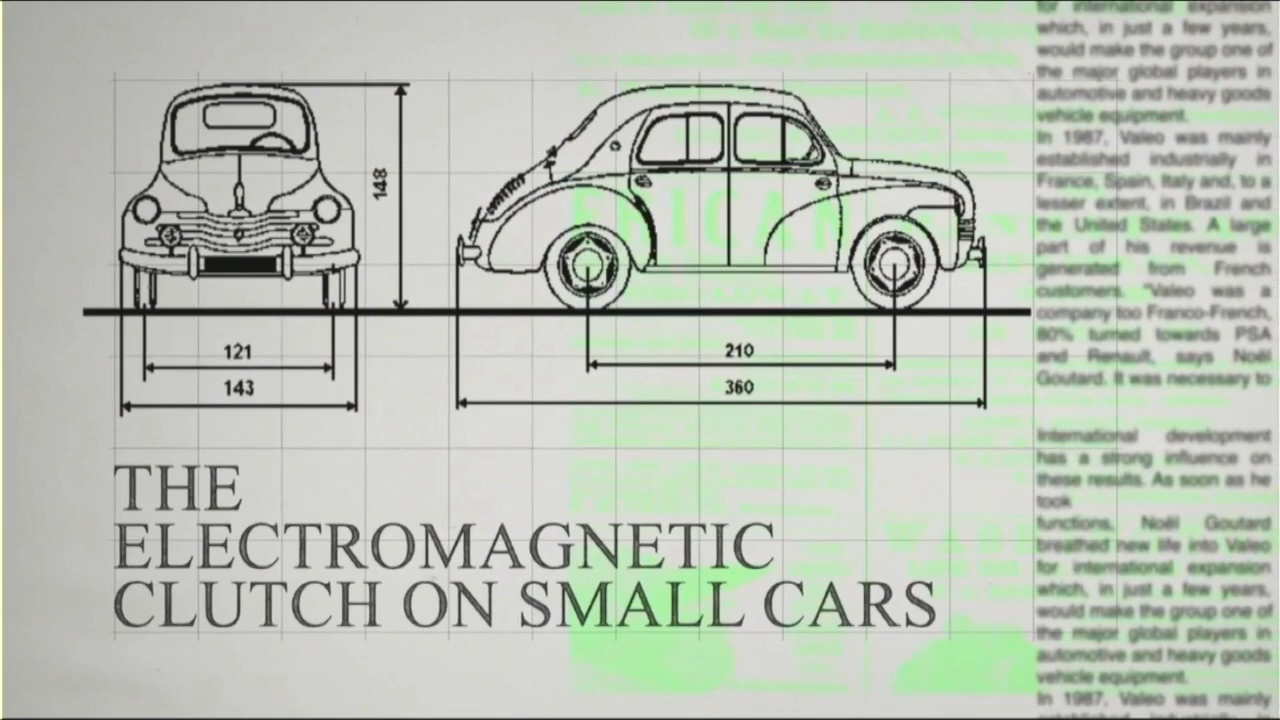 148
121
210
143
360
THE
ELECTROMAGNETIC
CLUTCH ON SMALL CARS
for international expansion
which, in just a few years,
would make the group one of
the major global players in
automotive and heavy goods
vehicle equipment.
In 1987, Valeo was mainly
established industrially in
France, Spain, Italy and, to a
lesser extent, in Brazil and
the United States. A large
part of his revenue is
generated from French
customers. "Valeo was a
company too Franco-French,
80% turned towards PSA
and Renault, says Noël
Goutard. It was necessary to
International development
has a strong influence on
these results. As soon as he
took
functions, Noël Goutard
breathed new life into Valeo
for international expansion
which, in just a few years,
would make the group one of
the major global players in
automotive and heavy goods
vehicle equipment.
In 1987, Valeo was mainly